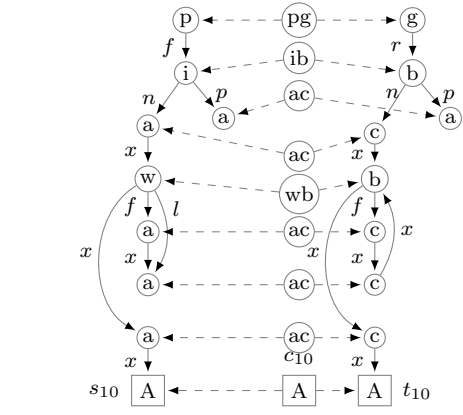 p pg g
f r
i ib b
n p ac n p
a a a
a ac c
x x
w wb b
f l f
a ac c
x x x x x
a ac c
a ac c
x c10 x
s10 A A A t10